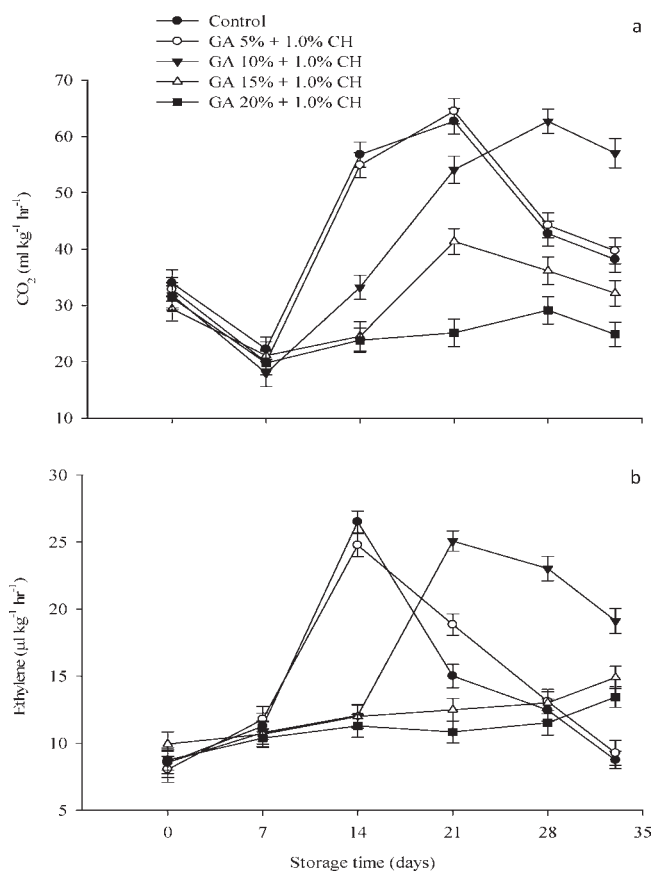 Control
GA 5% + 1.0% CH
GA 10% + 1.0% CH
GA 15% + 1.0% CH
GA 20% + 1.0% CH
a
70
60
50
40
30
20
10
CO₂ (ml kg⁻¹ hr⁻¹)
b
30
25
20
15
10
5
Ethylene (µl kg⁻¹ hr⁻¹)
0 7 14 21 28 35
Storage time (days)